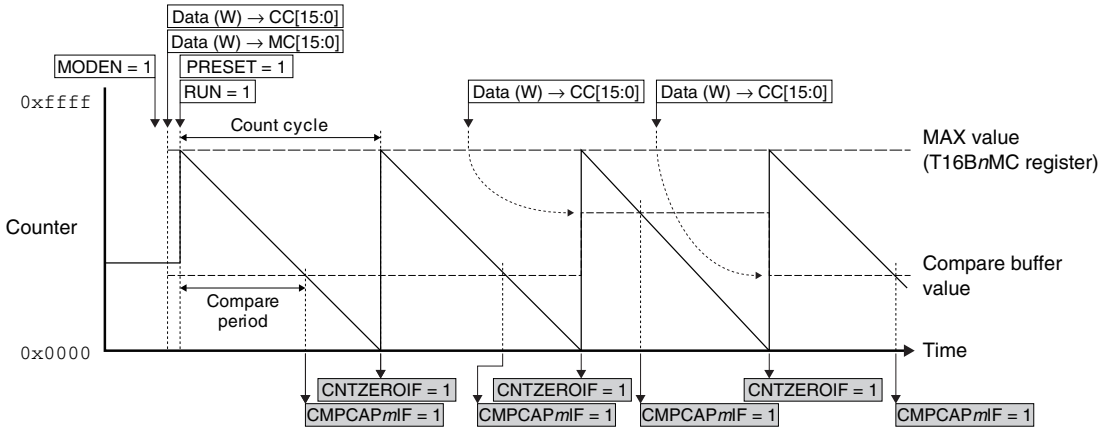 Data (W) → CC[15:0]
Data (W) → MC[15:0]
MODEN = 1
PRESET = 1
RUN = 1
Data (W) → CC[15:0]
Data (W) → CC[15:0]
0xffff
Count cycle
MAX value
(T16BnMC register)
Counter
Compare buffer
value
Compare
period
0x0000
Time
CNTZEROIF = 1
CNTZEROIF = 1
CNTZEROIF = 1
CMPCAPmIF = 1
CMPCAPmIF = 1
CMPCAPmIF = 1
CMPCAPmIF = 1